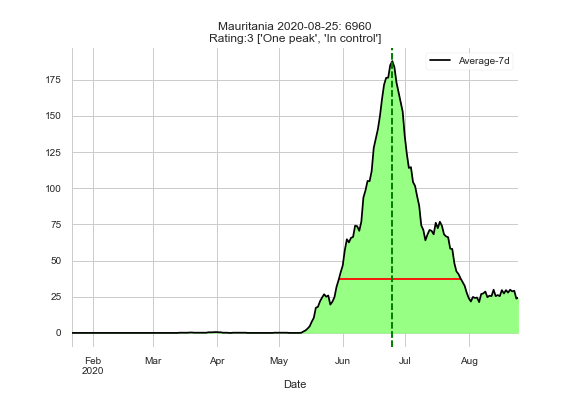 Mauritania 2020-08-25: 6960
Rating:3 ['One peak', 'In control']
Average-7d
175
150
125
100
75
50
25
0
Feb Mar Apr May Jun Jul Aug
2020
Date